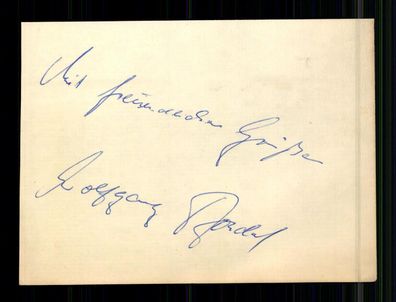 Mit freundlichen Grüßen
Wolfgang